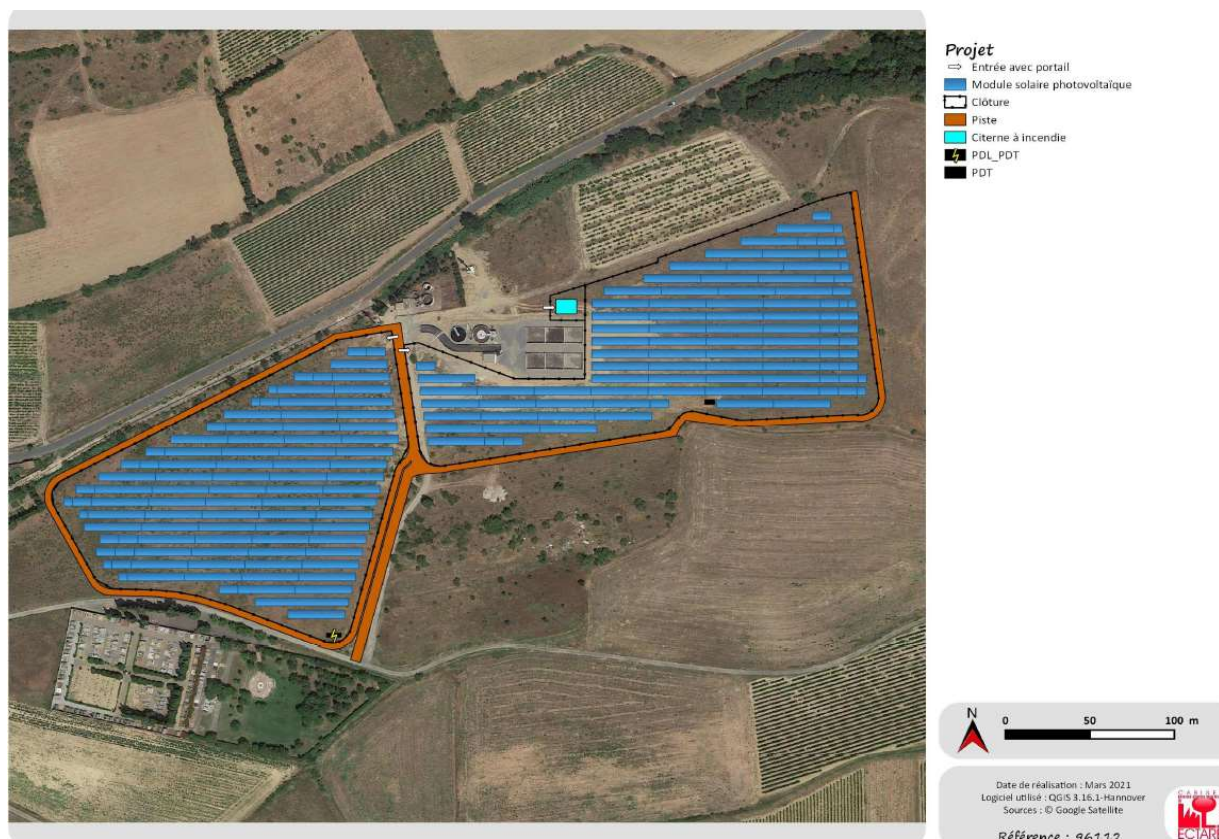 Projet
Entrée avec portail
Module solaire photovoltaïque
Clôture
Piste
Citerne à incendie
PDL_PDT
PDT
N
0 50 100 m
Date de réalisation : Mars 2021
Logiciel utilisé : QGIS 3.16.1-Hannover
Sources : © Google Satellite
Référence : 96112
ECTARE